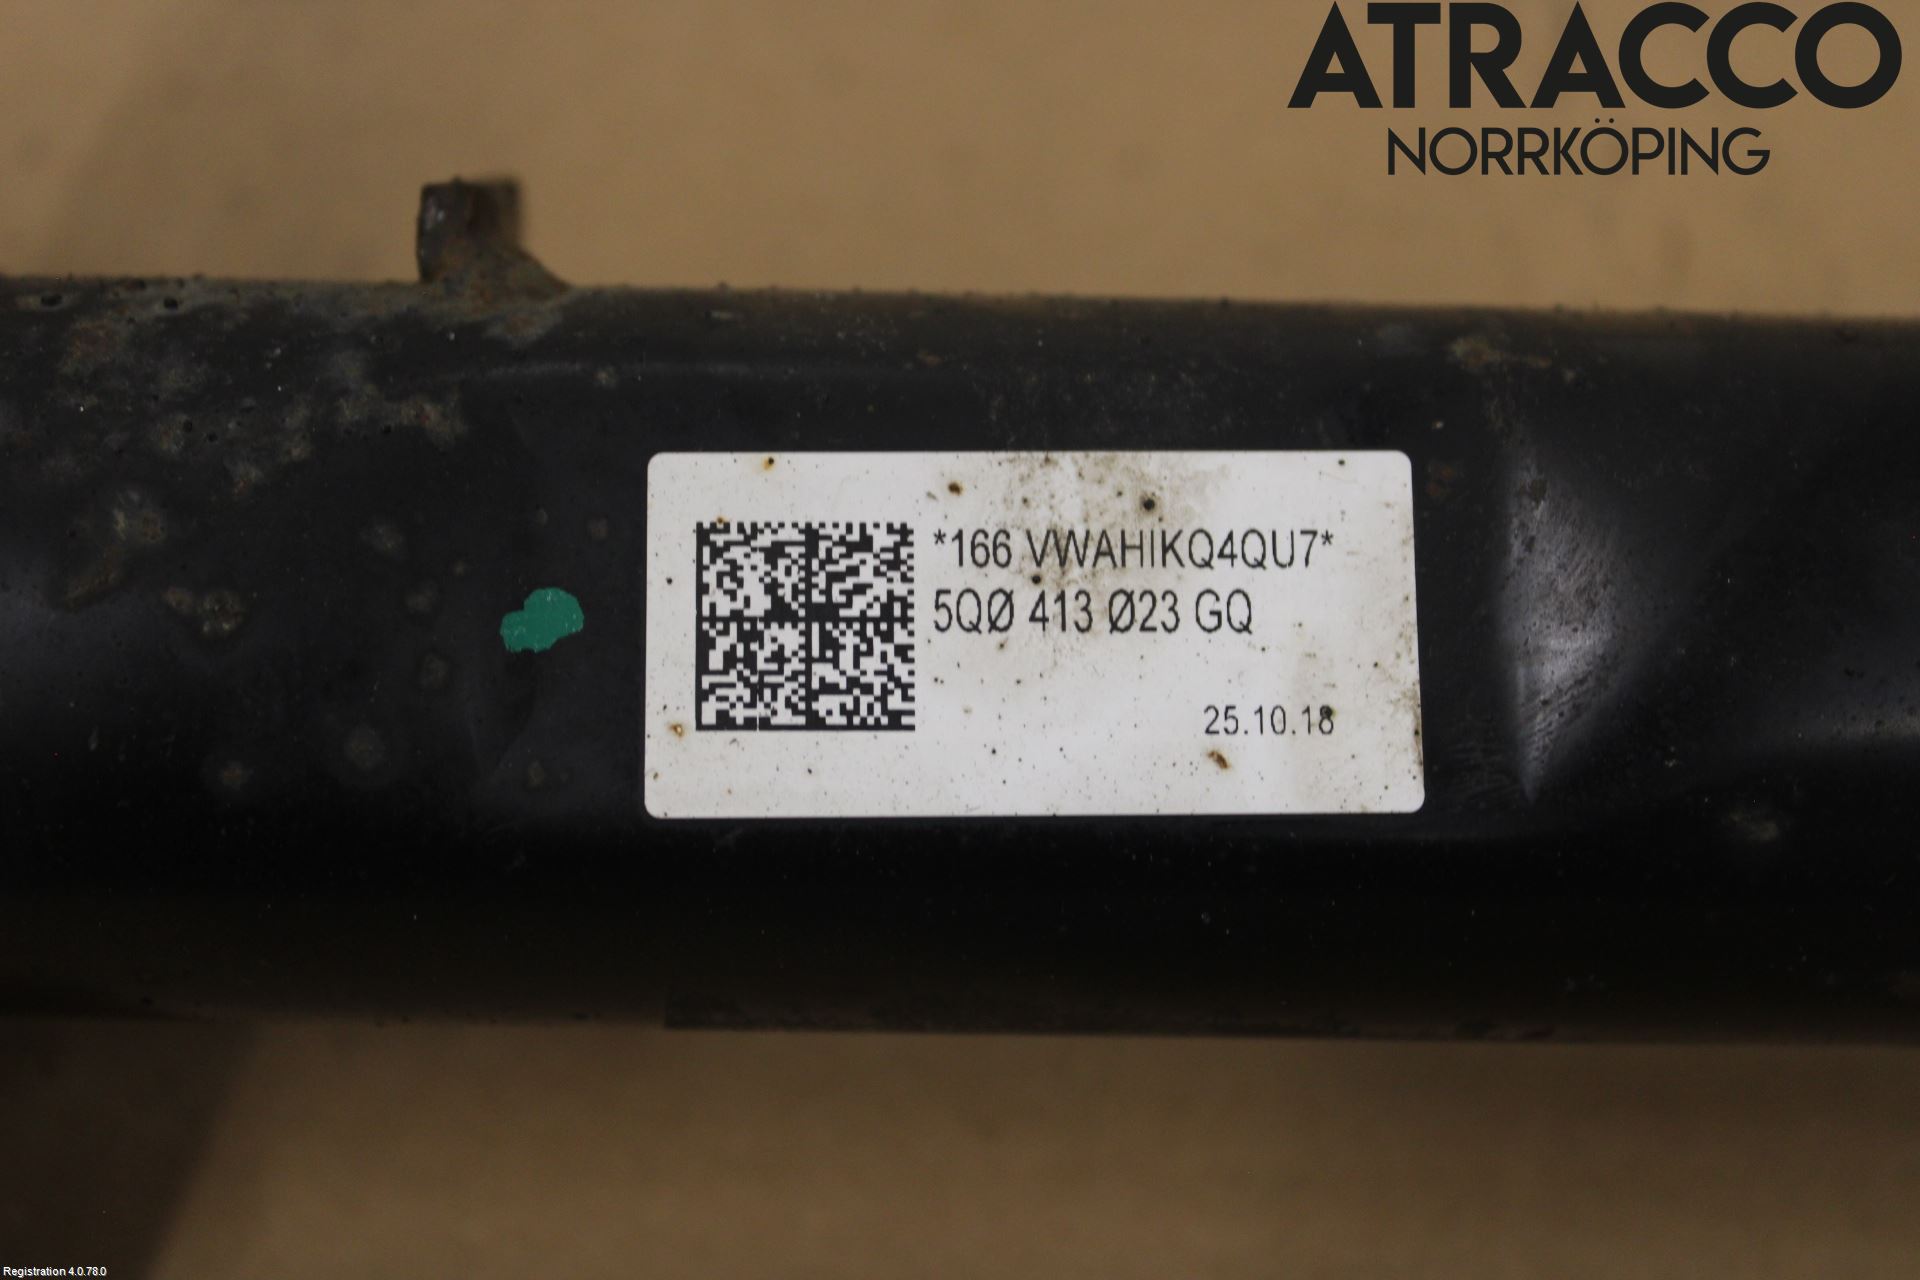 ATRACCO
NORRKÖPING
*166 VWAHIKQ4QU7*
5QØ 413 Ø23 GQ
25.10.18
Registration 4.0.78.0